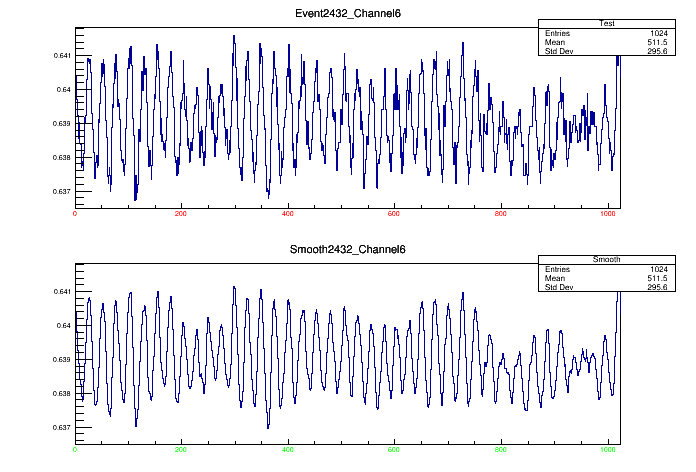 Event2432_Channel6
Test
Entries 1024
Mean 511.5
Std Dev 295.6
0.641
0.64
0.639
0.638
0.637
0 200 400 600 800 1000
Smooth2432_Channel6
Smooth
Entries 1024
Mean 511.5
Std Dev 295.6
0.641
0.64
0.639
0.638
0.637
0 200 400 600 800 1000